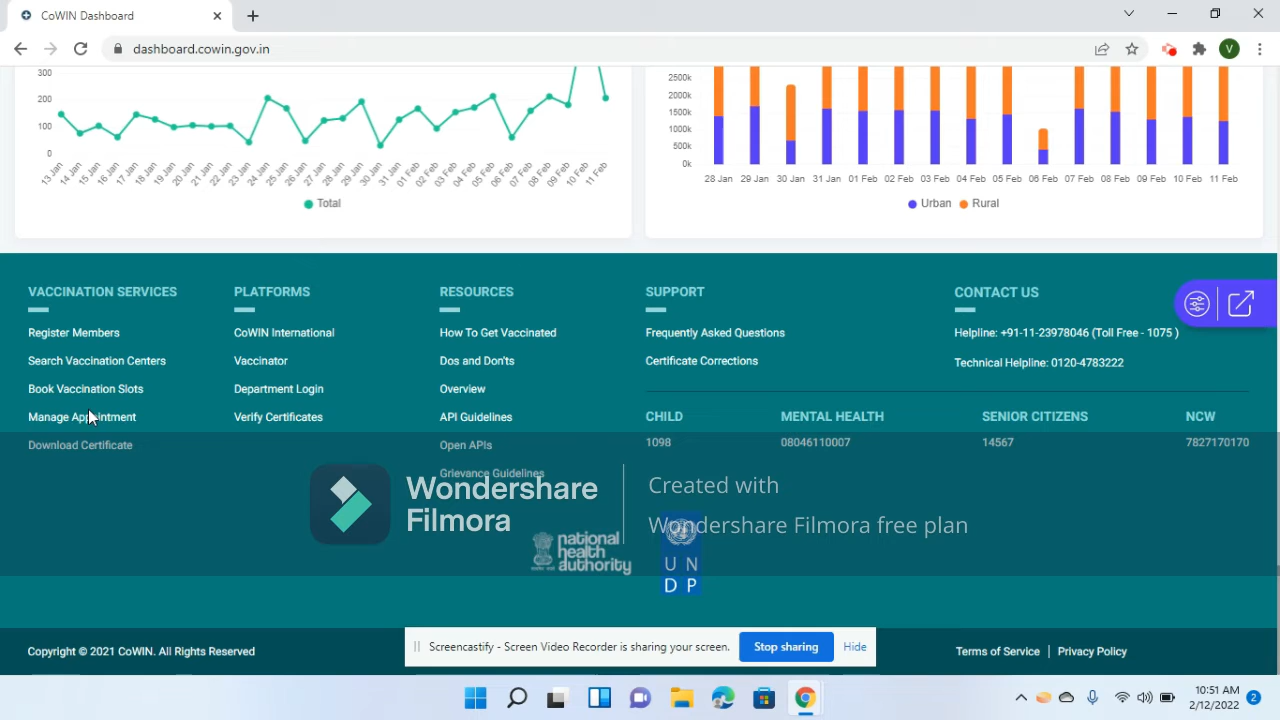 CoWIN Dashboard
dashboard.cowin.gov.in
300
200
100
0
13 Jan 14 Jan 15 Jan 16 Jan 17 Jan 18 Jan 19 Jan 20 Jan 21 Jan 22 Jan 23 Jan 24 Jan 25 Jan 26 Jan 27 Jan 28 Jan 29 Jan 30 Jan 31 Jan 01 Feb 02 Feb 03 Feb 04 Feb 05 Feb 06 Feb 07 Feb 08 Feb 09 Feb 10 Feb 11 Feb
Total
2500k
2000k
1500k
1000k
500k
0k
28 Jan 29 Jan 30 Jan 31 Jan 01 Feb 02 Feb 03 Feb 04 Feb 05 Feb 06 Feb 07 Feb 08 Feb 09 Feb 10 Feb 11 Feb
Urban Rural
VACCINATION SERVICES
Register Members
Search Vaccination Centers
Book Vaccination Slots
Manage Appointment
Download Certificate
PLATFORMS
CoWIN International
Vaccinator
Department Login
Verify Certificates
RESOURCES
How To Get Vaccinated
Dos and Don'ts
Overview
API Guidelines
Open APIs
Grievance Guidelines
SUPPORT
Frequently Asked Questions
Certificate Corrections
CONTACT US
Helpline: +91-11-23978046 (Toll Free - 1075 )
Technical Helpline: 0120-4783222
CHILD
1098
MENTAL HEALTH
08046110007
SENIOR CITIZENS
14567
NCW
7827170170
Wondershare
Filmora
Created with
Wondershare Filmora free plan
national
health
authority
U N
D P
Copyright © 2021 CoWIN. All Rights Reserved
Screencastify - Screen Video Recorder is sharing your screen. Stop sharing Hide
Terms of Service | Privacy Policy
V
10:51 AM
2/12/2022
2